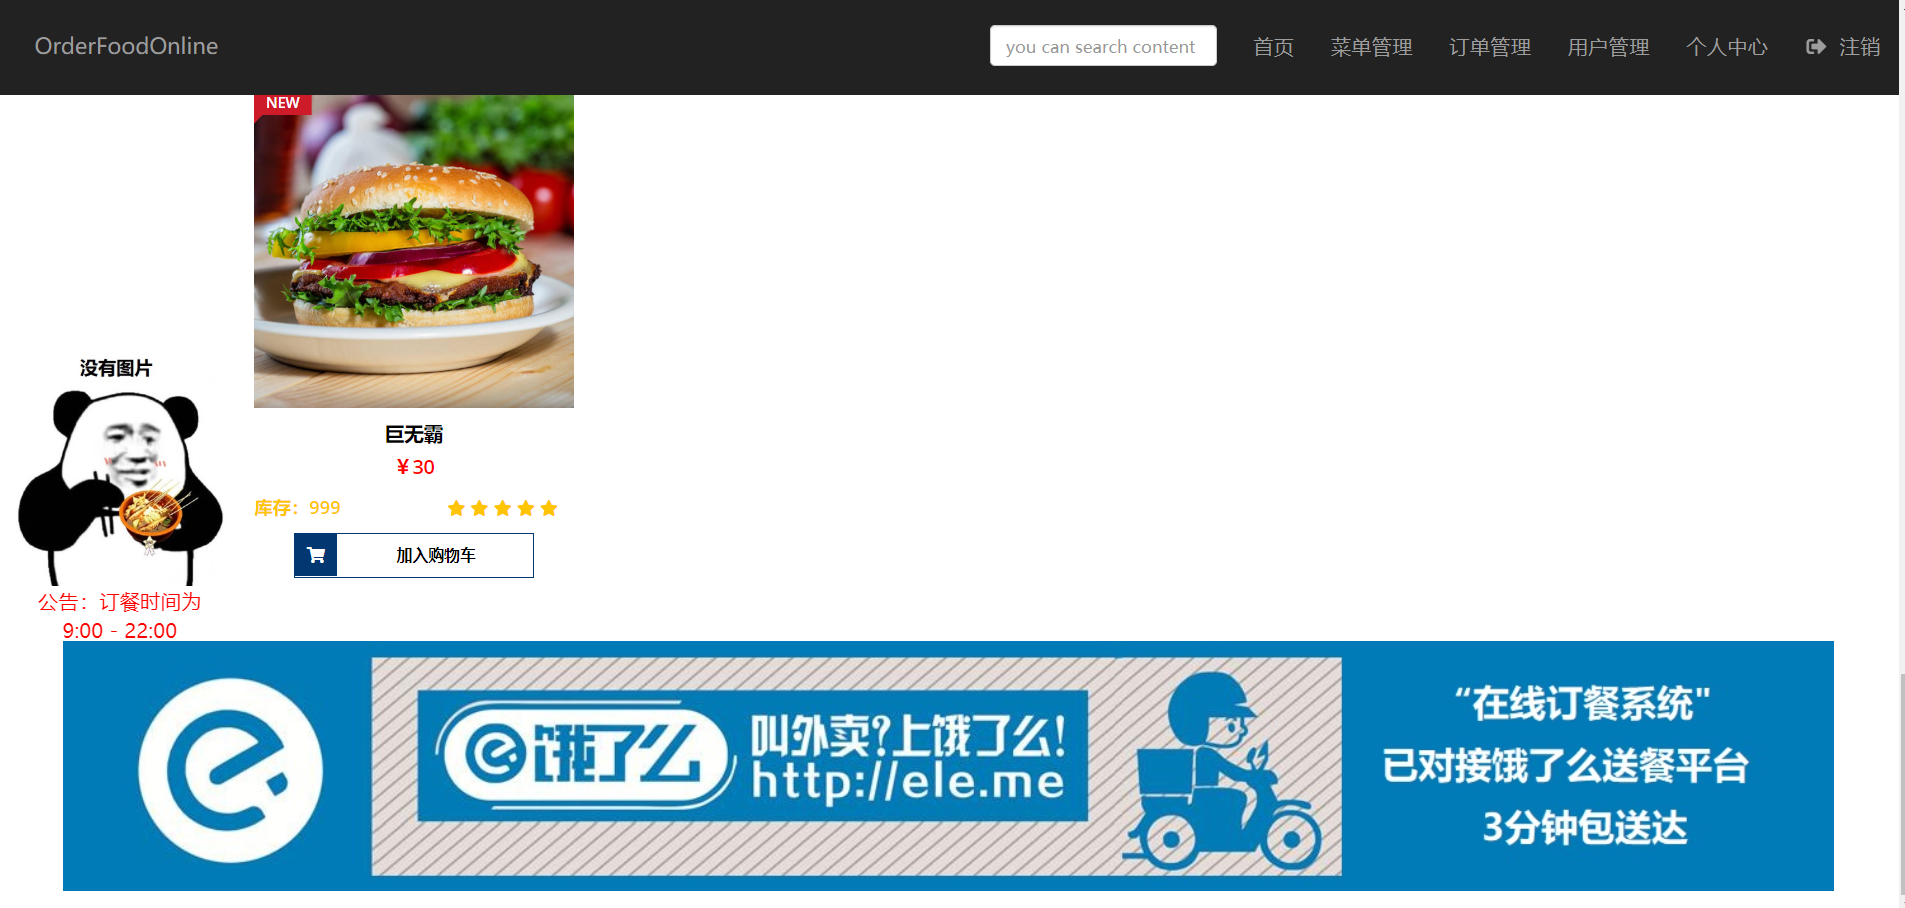 OrderFoodOnline
you can search content
首页
菜单管理
订单管理
用户管理
个人中心
注销
NEW
没有图片
巨无霸
¥30
库存：999
加入购物车
公告：订餐时间为
9:00 - 22:00
饿了么
叫外卖?上饿了么!
http://ele.me
“在线订餐系统"
已对接饿了么送餐平台
3分钟包送达